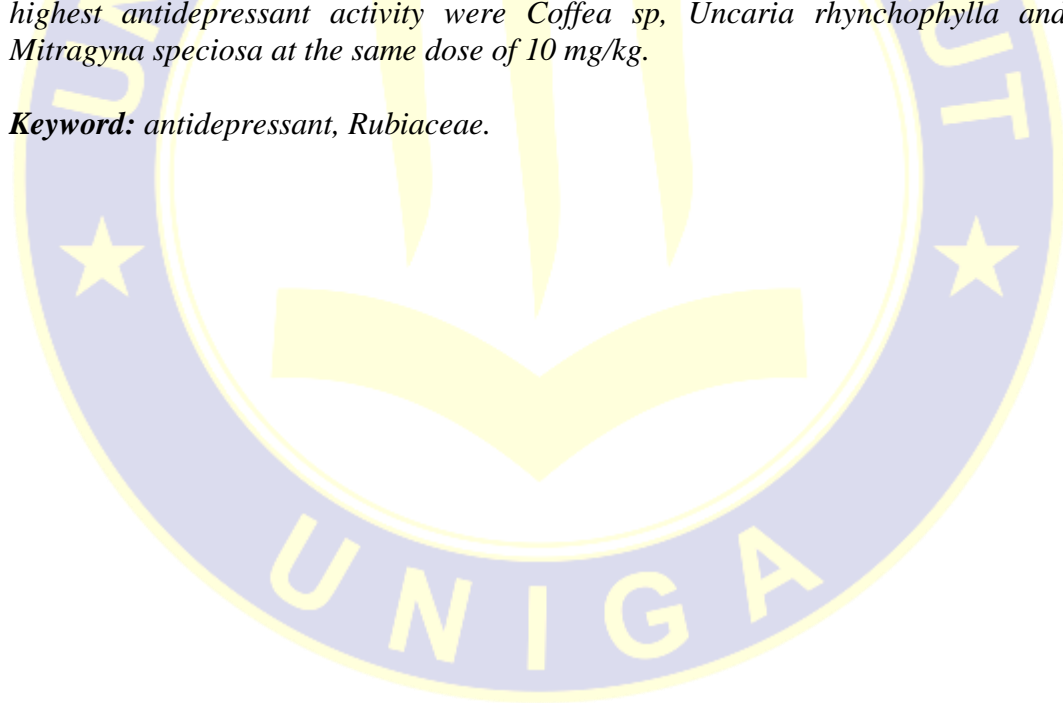 highest antidepressant activity were Coffea sp, Uncaria rhynchophylla and
Mitragyna speciosa at the same dose of 10 mg/kg.
Keyword: antidepressant, Rubiaceae.
UNIGA